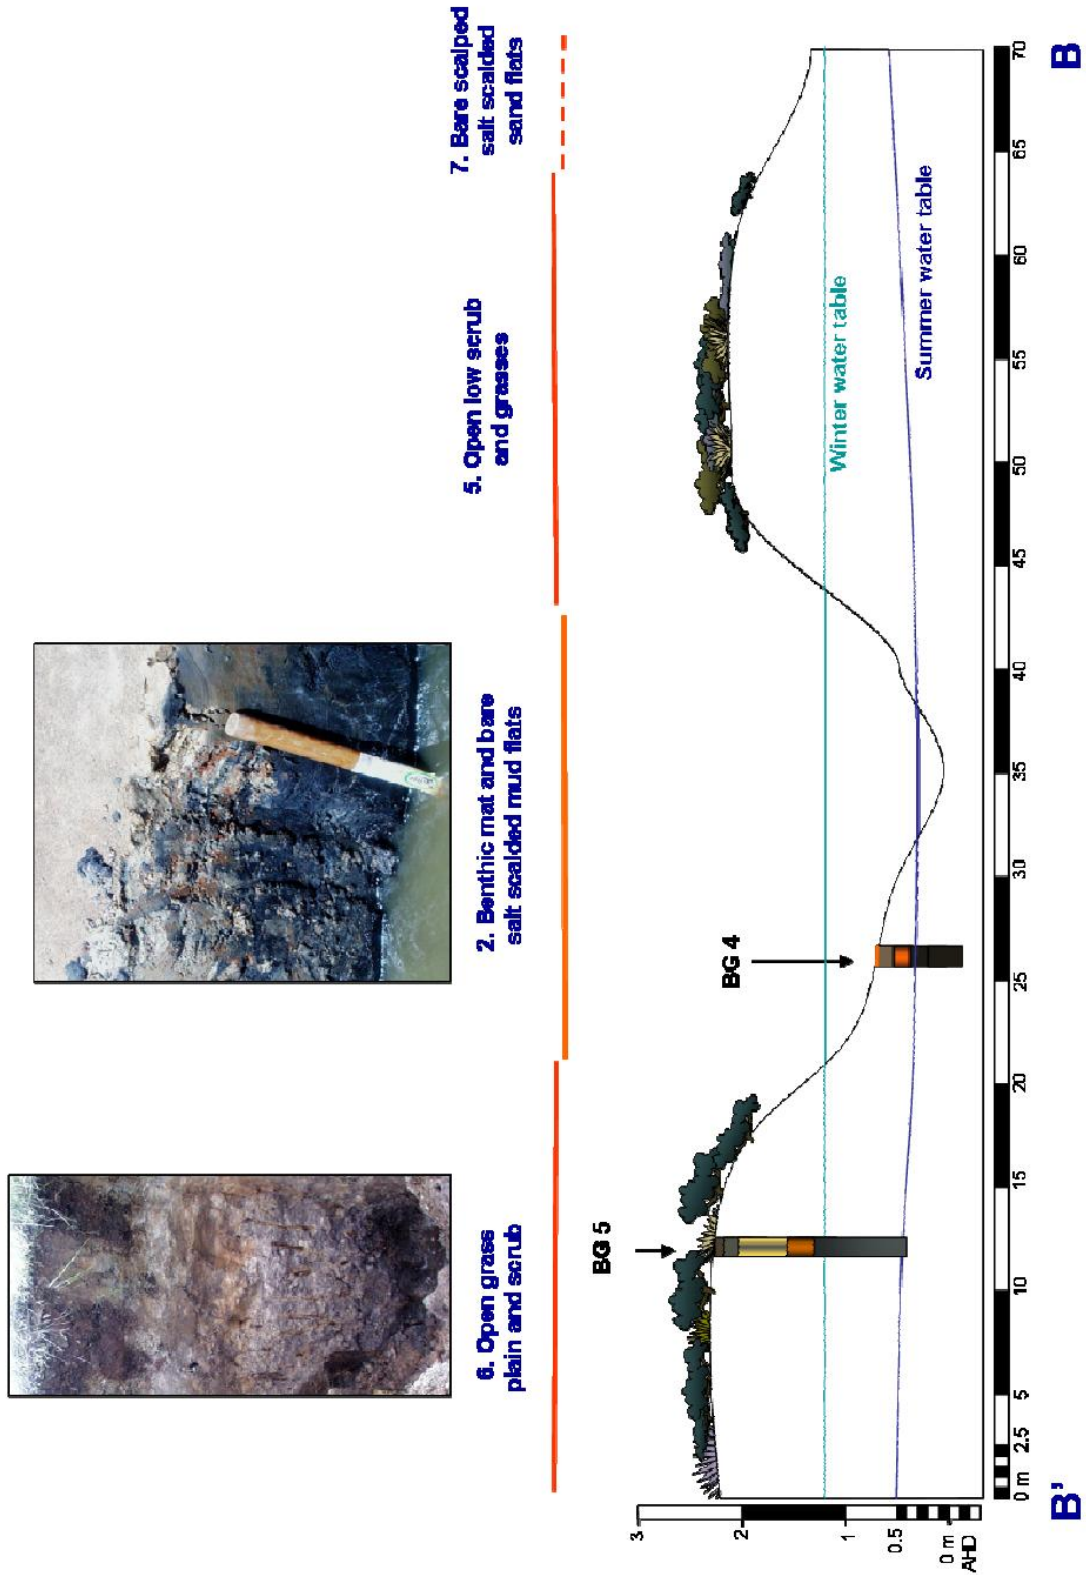 6. Open grass
plain and scrub
2. Benthic mat and bare
salt scalded mud flats
5. Open low scrub
and grasses
7. Bare scalped
salt scalded
sand flats
BG 5
BG 4
Winter water table
Summer water table
3
2
1
0.5
0 m
AHD
0 m
2.5
5
10
15
20
25
30
35
40
45
50
55
60
65
70
B'
B